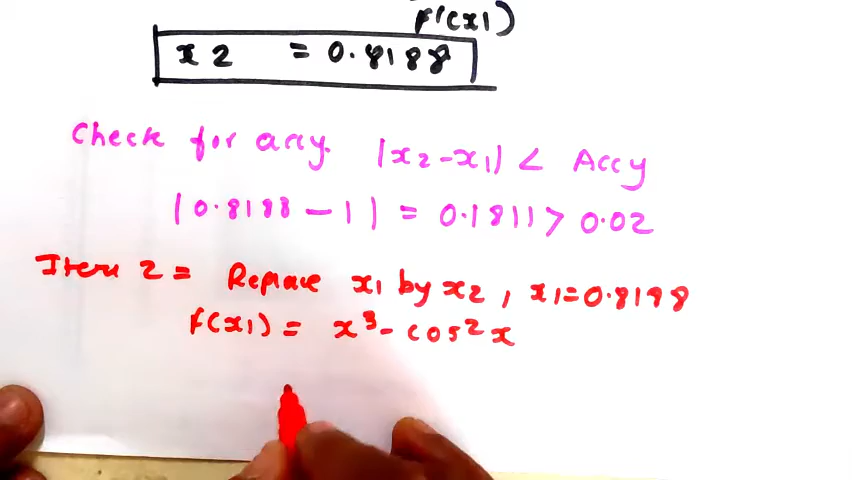 f'(x1)
x2 = 0.8188
Check for accy. |x2-x1| < Accy
|0.8188 - 1| = 0.1811 > 0.02
Iter 2 = Replace x1 by x2, x1=0.8188
f(x1) = x³- cos²x